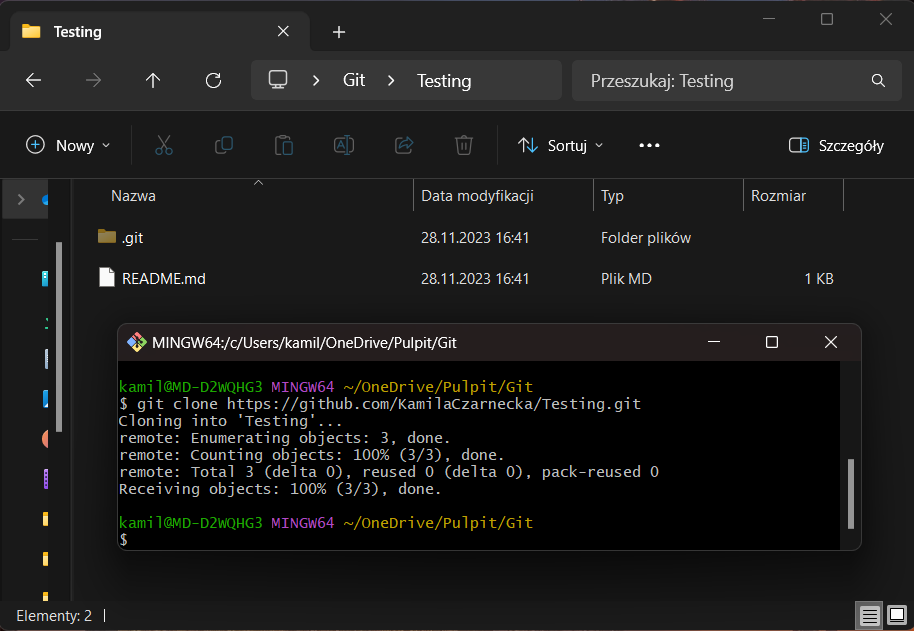 Testing
Git Testing
Przeszukaj: Testing
Nowy
Sortuj
Szczegóły
Nazwa Data modyfikacji Typ Rozmiar
.git 28.11.2023 16:41 Folder plików
README.md 28.11.2023 16:41 Plik MD 1 KB
MINGW64:/c/Users/kamil/OneDrive/Pulpit/Git
kamil@MD-D2WQHG3 MINGW64 ~/OneDrive/Pulpit/Git
$ git clone https://github.com/KamilaCzarnecka/Testing.git
Cloning into 'Testing'...
remote: Enumerating objects: 3, done.
remote: Counting objects: 100% (3/3), done.
remote: Total 3 (delta 0), reused 0 (delta 0), pack-reused 0
Receiving objects: 100% (3/3), done.
kamil@MD-D2WQHG3 MINGW64 ~/OneDrive/Pulpit/Git
$
Elementy: 2